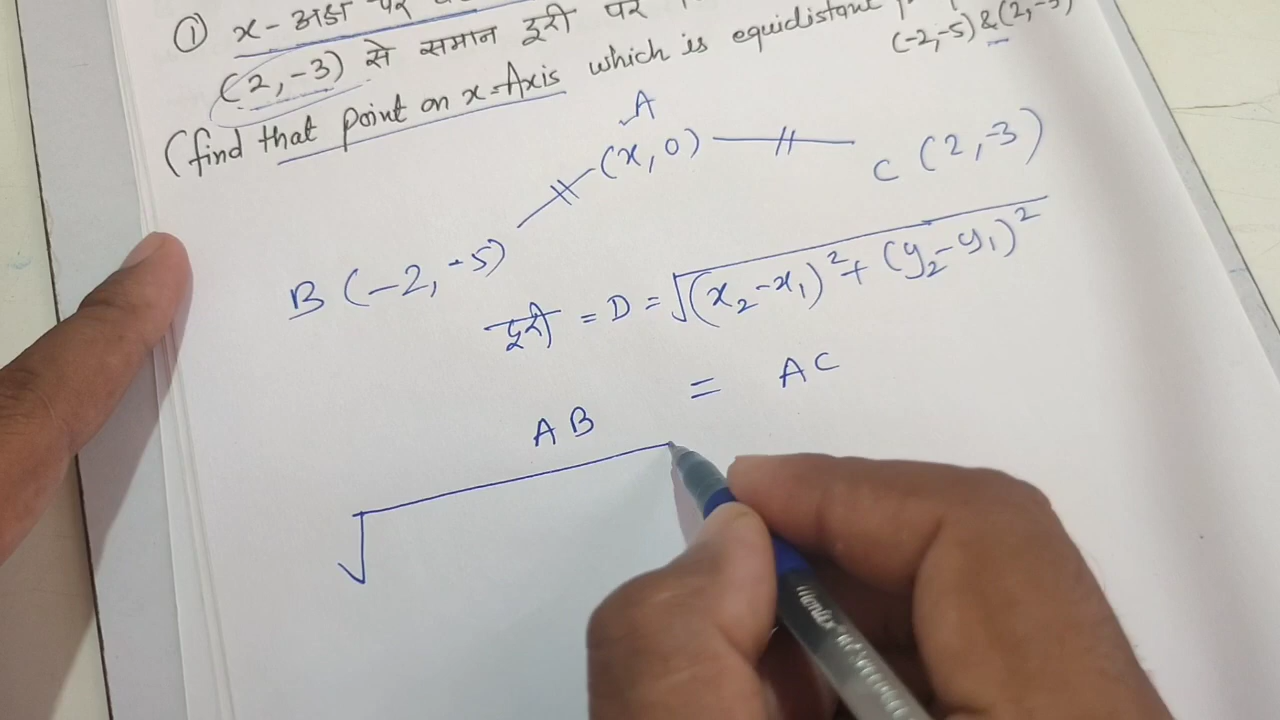 ① x-अक्ष पर
(2,-3) से समान दूरी पर
(find that point on x-Axis which is equidistant
(-2,-5) & (2,-3)
A
(x,0)
C (2,-3)
B (-2,-5)
दूरी = D = √(x₂-x₁)²+(y₂-y₁)²
AB = AC
√